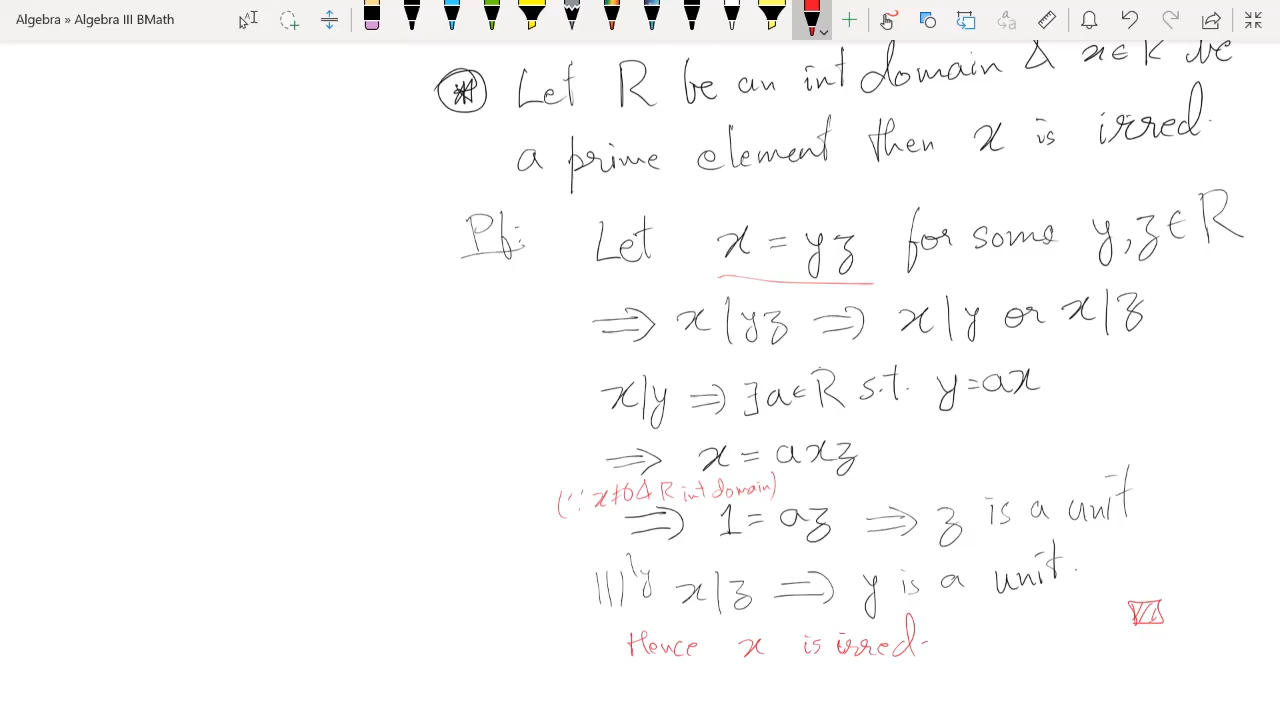 Algebra » Algebra III BMath
* Let R be an int domain & x ∈ R be
a prime element then x is irred.
Pf: Let x = yz for some y, z ∈ R
⇒ x | yz ⇒ x | y or x | z
x | y ⇒ ∃ a ∈ R s.t. y = ax
⇒ x = axz
(∵ x ≠ 0 & R int domain)
⇒ 1 = az ⇒ z is a unit
|||ly x | z ⇒ y is a unit.
Hence x is irred.